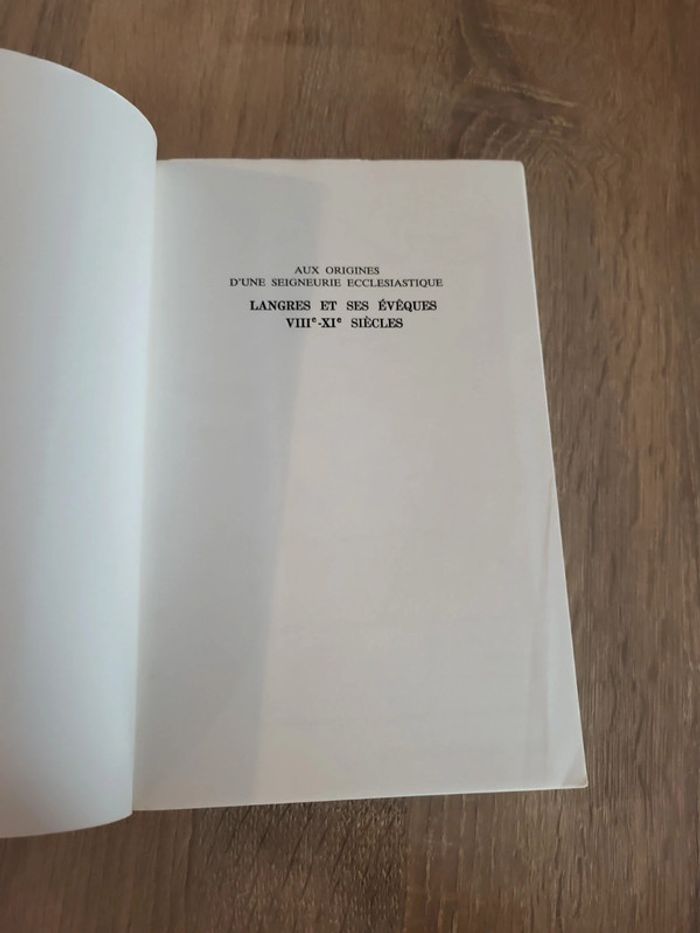 AUX ORIGINES
D'UNE SEIGNEURIE ECCLESIASTIQUE
LANGRES ET SES ÉVÊQUES
VIIIᵉ-XIᵉ SIÈCLES